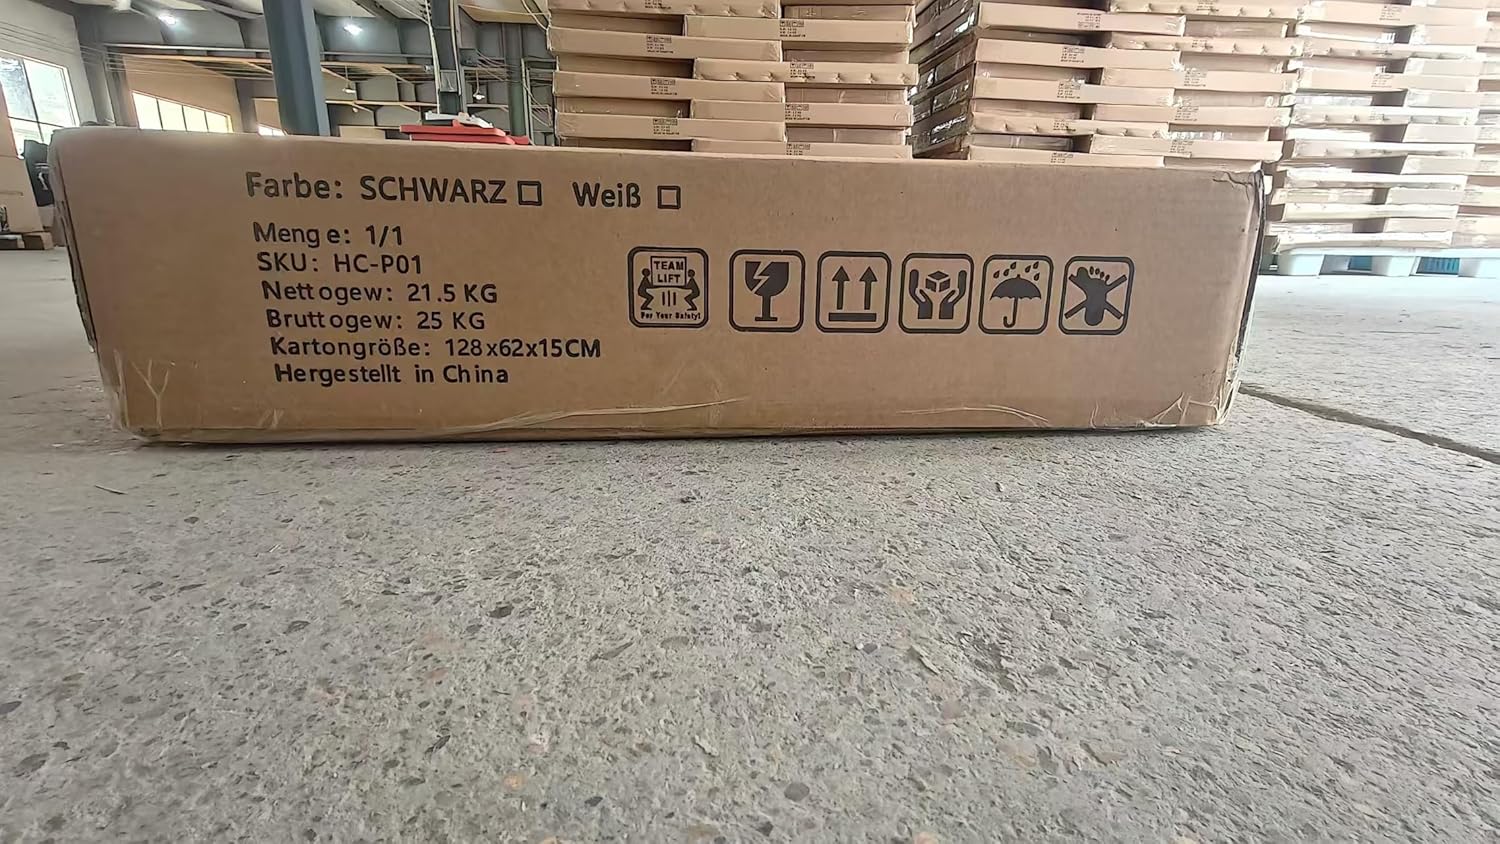 Farbe: SCHWARZ □ Weiß □
Menge: 1/1
SKU: HC-P01
Nettogew: 21.5 KG
Bruttogew: 25 KG
Kartongröße: 128x62x15CM
Hergestellt in China
TEAM
LIFT
For Your Safety!